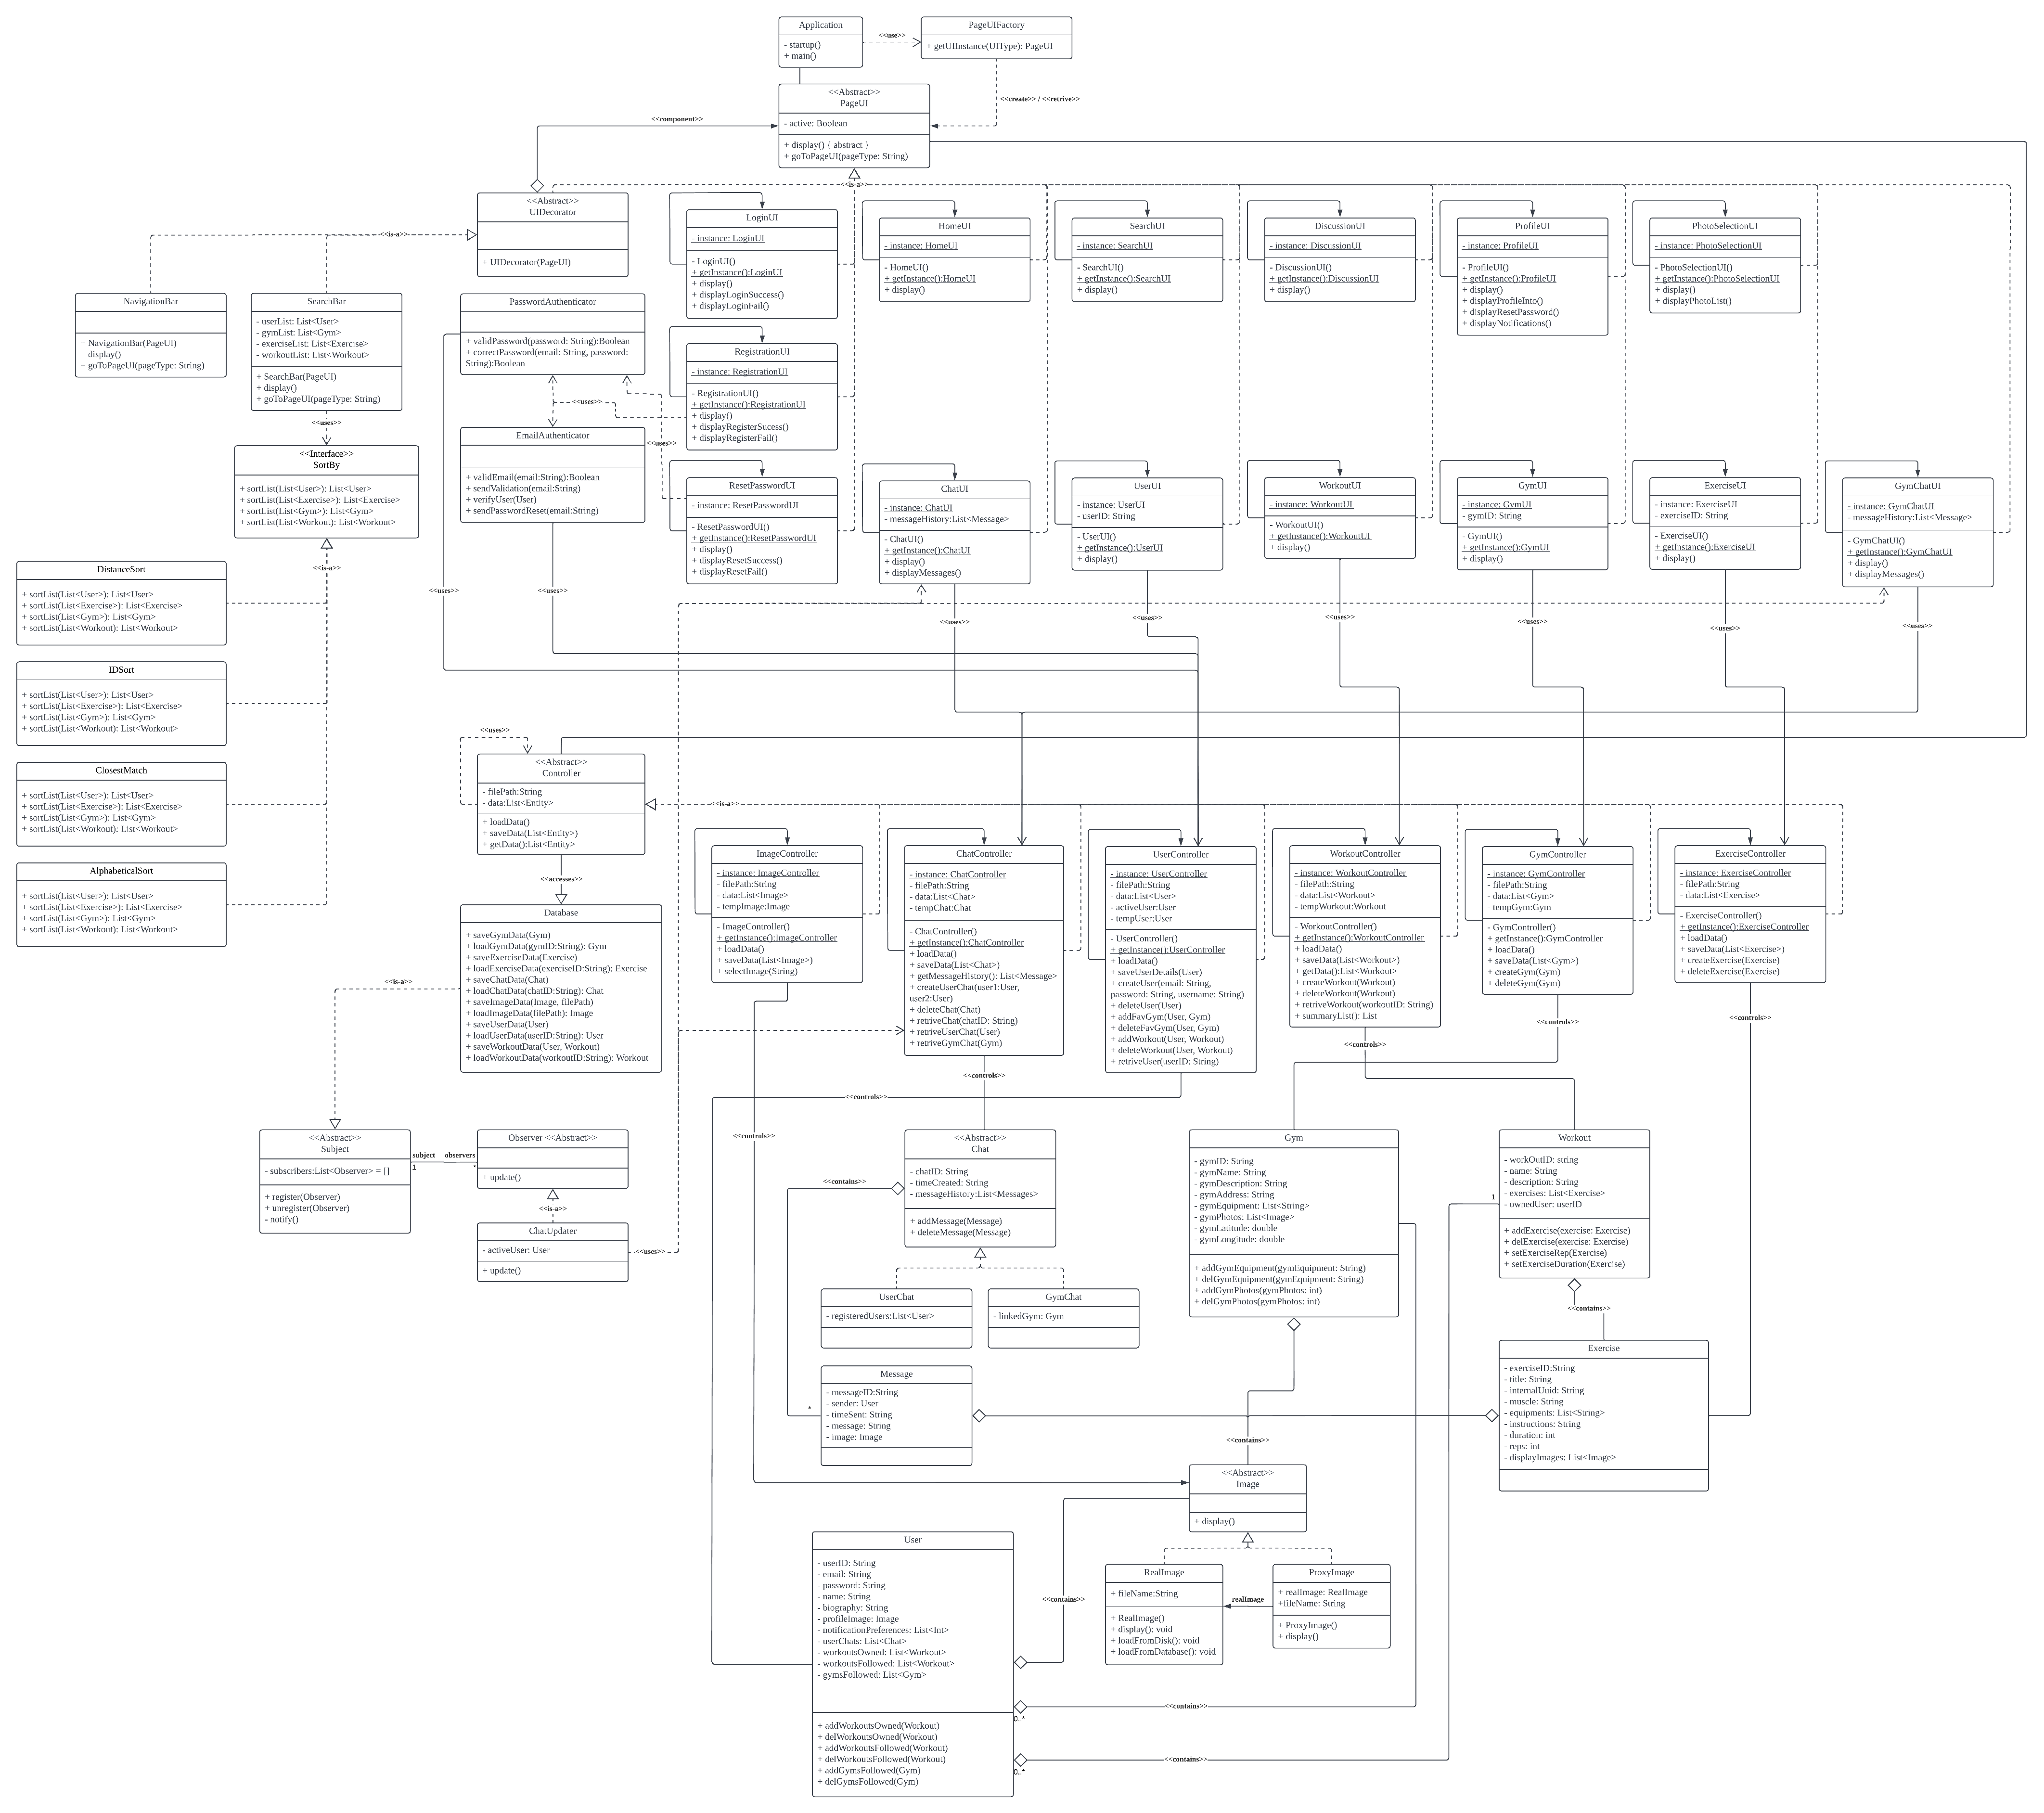 Application
- startup()
+ main()
<<use>>
PageUIFactory
+ getUIInstance(UIType): PageUI
<<create>> / <<retrive>>
<<Abstract>>
PageUI
- active: Boolean
+ display() { abstract }
+ goToPageUI(pageType: String)
<<component>>
<<is-a>>
<<Abstract>>
UIDecorator
+ UIDecorator(PageUI)
<<is-a>>
NavigationBar
+ NavigationBar(PageUI)
+ display()
+ goToPageUI(pageType: String)
SearchBar
- userList: List<User>
- gymList: List<Gym>
- exerciseList: List<Exercise>
- workoutList: List<Workout>
+ SearchBar(PageUI)
+ display()
+ goToPageUI(pageType: String)
<<uses>>
<<Interface>>
SortBy
+ sortList(List<User>): List<User>
+ sortList(List<Exercise>): List<Exercise>
+ sortList(List<Gym>): List<Gym>
+ sortList(List<Workout): List<Workout>
<<is-a>>
DistanceSort
+ sortList(List<User>): List<User>
+ sortList(List<Exercise>): List<Exercise>
+ sortList(List<Gym>): List<Gym>
+ sortList(List<Workout): List<Workout>
IDSort
+ sortList(List<User>): List<User>
+ sortList(List<Exercise>): List<Exercise>
+ sortList(List<Gym>): List<Gym>
+ sortList(List<Workout): List<Workout>
ClosestMatch
+ sortList(List<User>): List<User>
+ sortList(List<Exercise>): List<Exercise>
+ sortList(List<Gym>): List<Gym>
+ sortList(List<Workout): List<Workout>
AlphabeticalSort
+ sortList(List<User>): List<User>
+ sortList(List<Exercise>): List<Exercise>
+ sortList(List<Gym>): List<Gym>
+ sortList(List<Workout): List<Workout>
PasswordAuthenticator
+ validPassword(password: String):Boolean
+ correctPassword(email: String, password:
String):Boolean
<<uses>>
<<uses>>
EmailAuthenticator
+ validEmail(email:String):Boolean
+ sendValidation(email:String)
+ verifyUser(User)
+ sendPasswordReset(email:String)
<<uses>>
<<uses>>
LoginUI
- instance: LoginUI
- LoginUI()
+ getInstance():LoginUI
+ display()
+ displayLoginSuccess()
+ displayLoginFail()
RegistrationUI
- instance: RegistrationUI
- RegistrationUI()
+ getInstance():RegistrationUI
+ display()
+ displayRegisterSucess()
+ displayRegisterFail()
ResetPasswordUI
- instance: ResetPasswordUI
- ResetPasswordUI()
+ getInstance():ResetPasswordUI
+ display()
+ displayResetSuccess()
+ displayResetFail()
HomeUI
- instance: HomeUI
- HomeUI()
+ getInstance():HomeUI
+ display()
SearchUI
- instance: SearchUI
- SearchUI()
+ getInstance():SearchUI
+ display()
DiscussionUI
- instance: DiscussionUI
- DiscussionUI()
+ getInstance():DiscussionUI
+ display()
ProfileUI
- instance: ProfileUI
- ProfileUI()
+ getInstance():ProfileUI
+ display()
+ displayProfileInto()
+ displayResetPassword()
+ displayNotifications()
PhotoSelectionUI
- instance: PhotoSelectionUI
- PhotoSelectionUI()
+ getInstance():PhotoSelectionUI
+ display()
+ displayPhotoList()
ChatUI
- instance: ChatUI
- messageHistory:List<Message>
- ChatUI()
+ getInstance():ChatUI
+ display()
+ displayMessages()
UserUI
- instance: UserUI
- userID: String
- UserUI()
+ getInstance():UserUI
+ display()
WorkoutUI
- instance: WorkoutUI
- WorkoutUI()
+ getInstance():WorkoutUI
+ display()
GymUI
- instance: GymUI
- gymID: String
- GymUI()
+ getInstance():GymUI
+ display()
ExerciseUI
- instance: ExerciseUI
- exerciseID: String
- ExerciseUI()
+ getInstance():ExerciseUI
+ display()
GymChatUI
- instance: GymChatUI
- messageHistory:List<Message>
- GymChatUI()
+ getInstance():GymChatUI
+ display()
+ displayMessages()
<<uses>>
<<uses>>
<<uses>>
<<uses>>
<<uses>>
<<uses>>
<<uses>>
<<Abstract>>
Controller
- filePath:String
- data:List<Entity>
+ loadData()
+ saveData(List<Entity>)
+ getData():List<Entity>
<<is-a>>
<<accesses>>
Database
+ saveGymData(Gym)
+ loadGymData(gymID:String): Gym
+ saveExerciseData(Exercise)
+ loadExerciseData(exerciseID:String): Exercise
+ saveChatData(Chat)
+ loadChatData(chatID:String): Chat
+ saveImageData(Image, filePath)
+ loadImageData(filePath): Image
+ saveUserData(User)
+ loadUserData(userID:String): User
+ saveWorkoutData(User, Workout)
+ loadWorkoutData(workoutID:String): Workout
<<is-a>>
ImageController
- instance: ImageController
- filePath:String
- data:List<Image>
- tempImage:Image
- ImageController()
+ getInstance():ImageController
+ loadData()
+ saveData(List<Image>)
+ selectImage(String)
ChatController
- instance: ChatController
- filePath:String
- data:List<Chat>
- tempChat:Chat
- ChatController()
+ getInstance():ChatController
+ loadData()
+ saveData(List<Chat>)
+ getMessageHistory(): List<Message>
+ createUserChat(user1:User,
user2:User)
+ deleteChat(Chat)
+ retriveChat(chatID: String)
+ retriveUserChat(User)
+ retriveGymChat(Gym)
UserController
- instance: UserController
- filePath:String
- data:List<User>
- activeUser:User
- tempUser:User
- UserController()
+ getInstance():UserController
+ loadData()
+ saveUserDetails(User)
+ createUser(email: String,
password: String, username: String)
+ deleteUser(User)
+ addFavGym(User, Gym)
+ deleteFavGym(User, Gym)
+ addWorkout(User, Workout)
+ deleteWorkout(User, Workout)
+ retriveUser(userID: String)
WorkoutController
- instance: WorkoutController
- filePath:String
- data:List<Workout>
- tempWorkout:Workout
- WorkoutController()
+ getInstance():WorkoutController
+ loadData()
+ saveData(List<Workout>)
+ getData():List<Workout>
+ createWorkout(Workout)
+ deleteWorkout(Workout)
+ retriveWorkout(workoutID: String)
+ summaryList(): List
GymController
- instance: GymController
- filePath:String
- data:List<Gym>
- tempGym:Gym
- GymController()
+ getInstance():GymController
+ loadData()
+ saveData(List<Gym>)
+ createGym(Gym)
+ deleteGym(Gym)
ExerciseController
- instance: ExerciseController
- filePath:String
- data:List<Exercise>
- ExerciseController()
+ getInstance():ExerciseController
+ loadData()
+ saveData(List<Exercise>)
+ createExercise(Exercise)
+ deleteExercise(Exercise)
<<controls>>
<<controls>>
<<controls>>
<<controls>>
<<controls>>
<<controls>>
<<Abstract>>
Subject
- subscribers:List<Observer> = []
+ register(Observer)
+ unregister(Observer)
- notify()
subject
observers
1
*
Observer <<Abstract>>
+ update()
<<is-a>>
ChatUpdater
- activeUser: User
+ update()
<<uses>>
<<Abstract>>
Chat
- chatID: String
- timeCreated: String
- messageHistory:List<Messages>
+ addMessage(Message)
+ deleteMessage(Message)
<<contains>>
UserChat
- registeredUsers:List<User>
GymChat
- linkedGym: Gym
*
Message
- messageID:String
- sender: User
- timeSent: String
- message: String
- image: Image
Gym
- gymID: String
- gymName: String
- gymDescription: String
- gymAddress: String
- gymEquipment: List<String>
- gymPhotos: List<Image>
- gymLatitude: double
- gymLongitude: double
+ addGymEquipment(gymEquipment: String)
+ delGymEquipment(gymEquipment: String)
+ addGymPhotos(gymPhotos: int)
+ delGymPhotos(gymPhotos: int)
1
Workout
- workOutID: string
- name: String
- description: String
- exercises: List<Exercise>
- ownedUser: userID
+ addExercise(exercise: Exercise)
+ delExercise(exercise: Exercise)
+ setExerciseRep(Exercise)
+ setExerciseDuration(Exercise)
<<contains>>
Exercise
- exerciseID:String
- title: String
- internalUuid: String
- muscle: String
- equipments: List<String>
- instructions: String
- duration: int
- reps: int
- displayImages: List<Image>
<<contains>>
<<Abstract>>
Image
+ display()
RealImage
+ fileName:String
+ RealImage()
+ display(): void
+ loadFromDisk(): void
+ loadFromDatabase(): void
realImage
ProxyImage
+ realImage: RealImage
+fileName: String
+ ProxyImage()
+ display()
<<contains>>
User
- userID: String
- email: String
- password: String
- name: String
- biography: String
- profileImage: Image
- notificationPreferences: List<Int>
- userChats: List<Chat>
- workoutsOwned: List<Workout>
- workoutsFollowed: List<Workout>
- gymsFollowed: List<Gym>
+ addWorkoutsOwned(Workout)
+ delWorkoutsOwned(Workout)
+ addWorkoutsFollowed(Workout)
+ delWorkoutsFollowed(Workout)
+ addGymsFollowed(Gym)
+ delGymsFollowed(Gym)
<<contains>>
0..*
<<contains>>
0..*